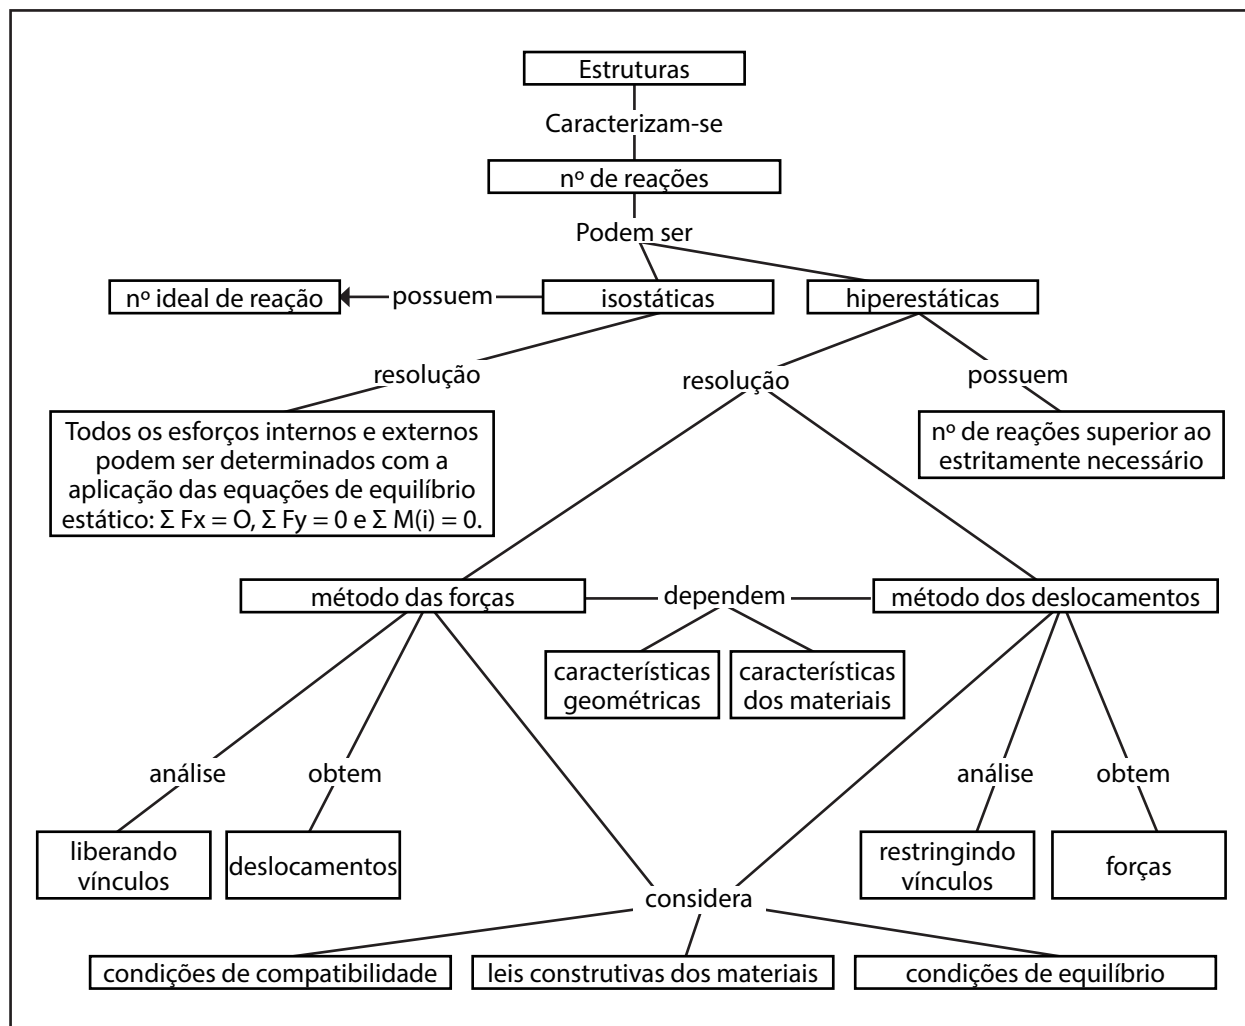 Estruturas
Caracterizam-se
nº de reações
Podem ser
nº ideal de reação
possuem
isostáticas
hiperestáticas
resolução
resolução
possuem
Todos os esforços internos e externos
podem ser determinados com a
aplicação das equações de equilíbrio
estático: Σ Fx = O, Σ Fy = 0 e Σ M(i) = 0.
nº de reações superior ao
estritamente necessário
método das forças
dependem
método dos deslocamentos
características
geométricas
características
dos materiais
análise
obtem
análise
obtem
liberando
vínculos
deslocamentos
restringindo
vínculos
forças
considera
condições de compatibilidade
leis construtivas dos materiais
condições de equilíbrio